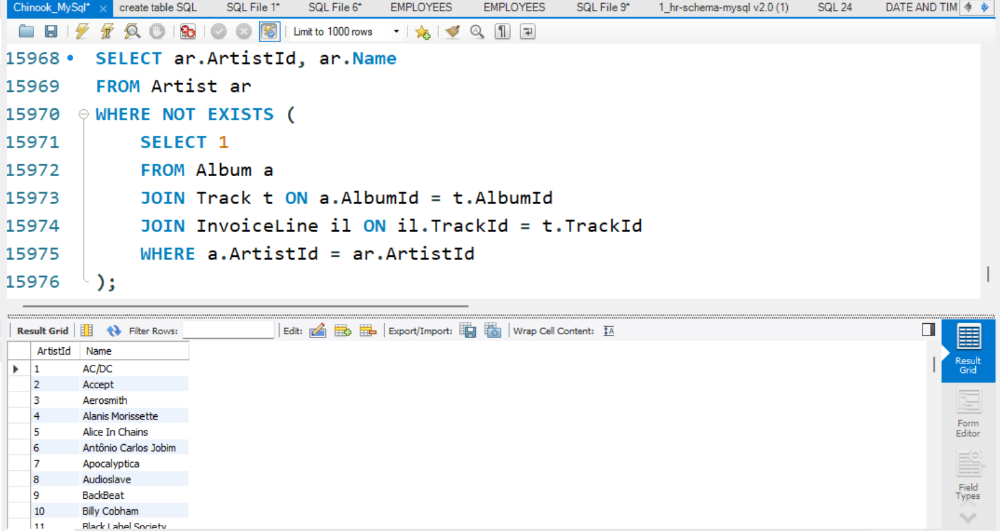 Chinook_MySql* create table SQL SQL File 1* SQL File 6* EMPLOYEES EMPLOYEES SQL File 9* 1_hr-schema-mysql v2.0 (1) SQL 24 DATE AND TIM
Limit to 1000 rows
15968 SELECT ar.ArtistId, ar.Name
15969 FROM Artist ar
15970 WHERE NOT EXISTS (
15971 SELECT 1
15972 FROM Album a
15973 JOIN Track t ON a.AlbumId = t.AlbumId
15974 JOIN InvoiceLine il ON il.TrackId = t.TrackId
15975 WHERE a.ArtistId = ar.ArtistId
15976 );
Result Grid Filter Rows: Edit: Export/Import: Wrap Cell Content: IA
ArtistId Name
1 AC/DC
2 Accept
3 Aerosmith
4 Alanis Morissette
5 Alice In Chains
6 Antônio Carlos Jobim
7 Apocalyptica
8 Audioslave
9 BackBeat
10 Billy Cobham
11 Black Label Society
Result
Grid
Form
Editor
Field
Types